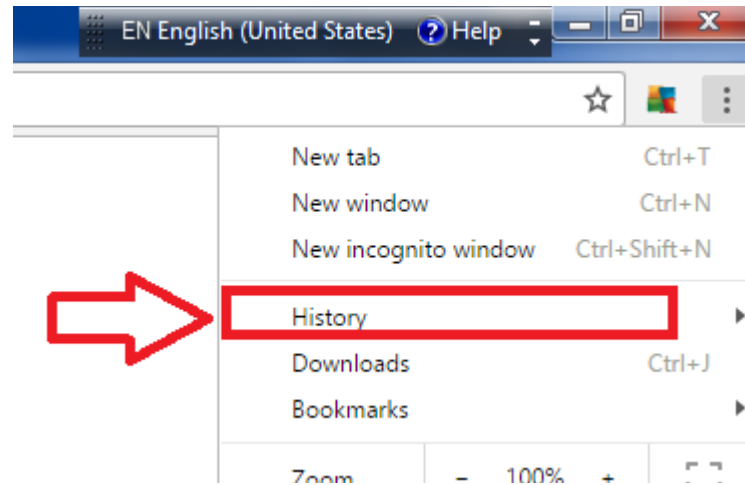 EN English (United States) ? Help
New tab Ctrl+T
New window Ctrl+N
New incognito window Ctrl+Shift+N
History
Downloads Ctrl+J
Bookmarks
Zoom - 100% +